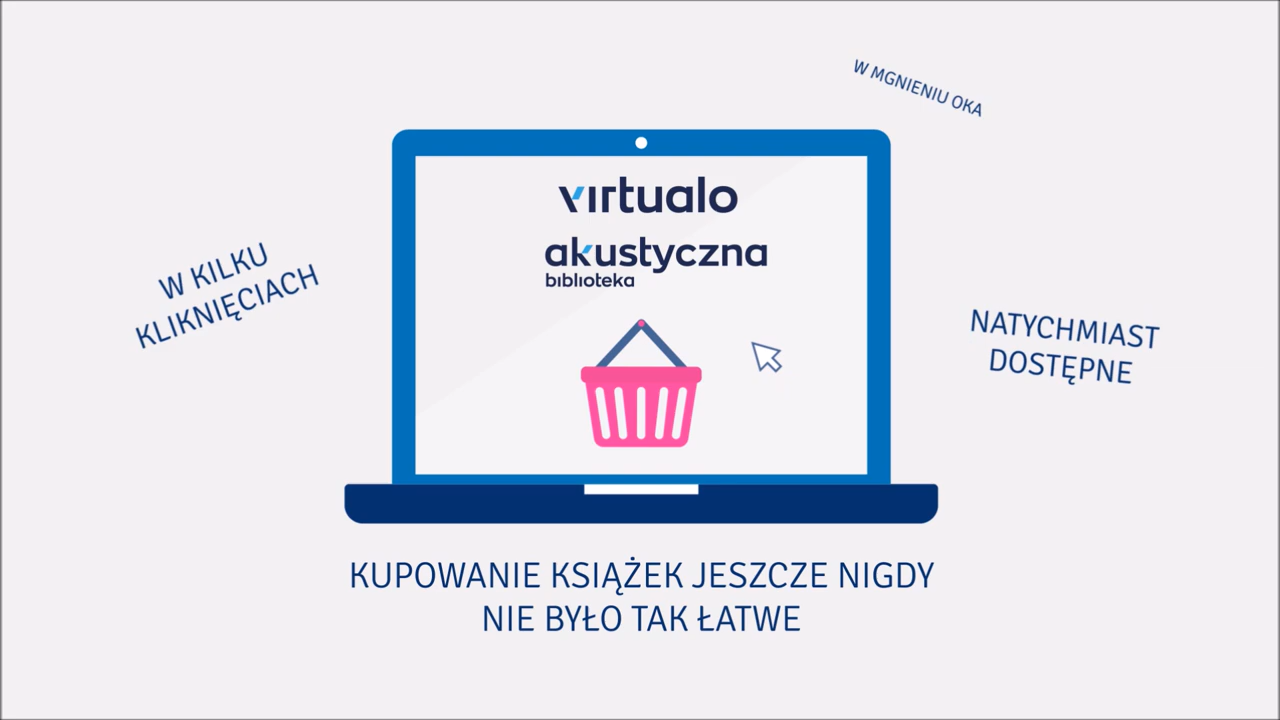 W MGNIENIU OKA
virtualo
akustyczna
biblioteka
W KILKU
KLIKNIĘCIACH
NATYCHMIAST
DOSTĘPNE
KUPOWANIE KSIĄŻEK JESZCZE NIGDY
NIE BYŁO TAK ŁATWE